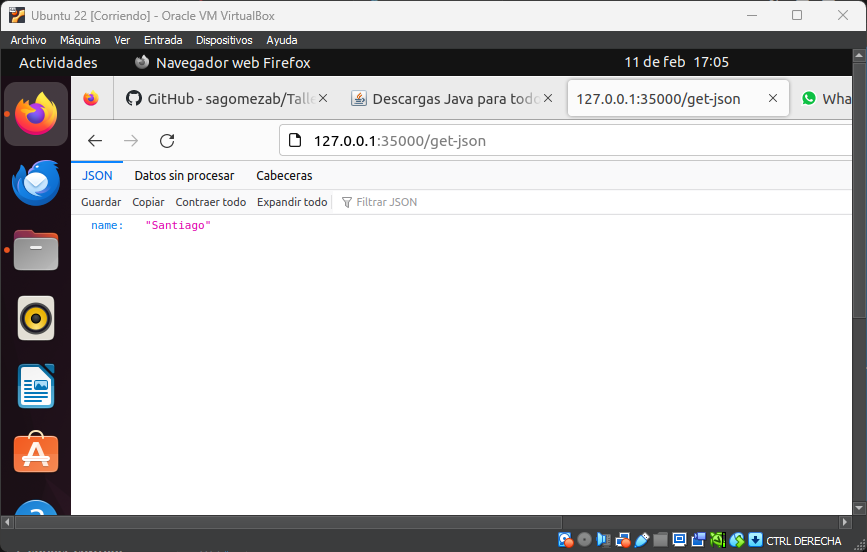 Ubuntu 22 [Corriendo] - Oracle VM VirtualBox
Archivo Máquina Ver Entrada Dispositivos Ayuda
Actividades Navegador web Firefox 11 de feb 17:05
GitHub - sagomezab/Talle Descargas Java para todo 127.0.0.1:35000/get-json Wha
127.0.0.1:35000/get-json
JSON Datos sin procesar Cabeceras
Guardar Copiar Contraer todo Expandir todo Filtrar JSON
name: "Santiago"
CTRL DERECHA